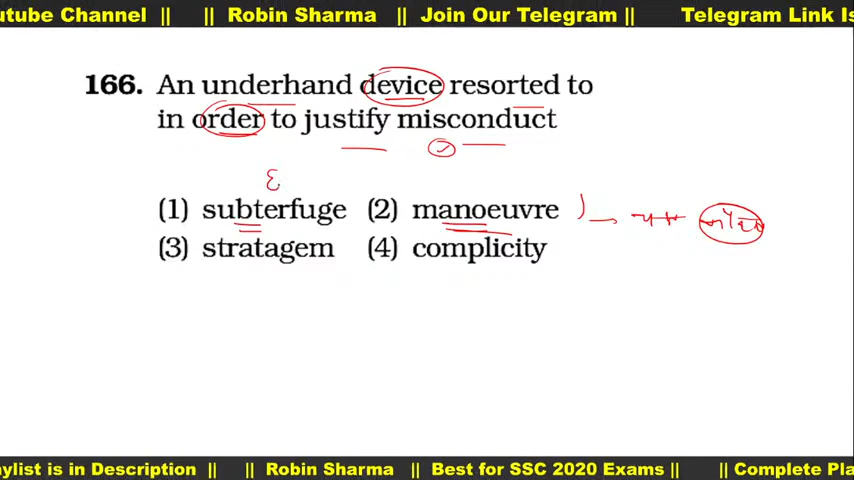 utube Channel || || Robin Sharma || Join Our Telegram || Telegram Link Is
166. An underhand device resorted to
in order to justify misconduct
(1) subterfuge (2) manoeuvre
(3) stratagem (4) complicity
aylist is in Description || || Robin Sharma || Best for SSC 2020 Exams || || Complete Pla